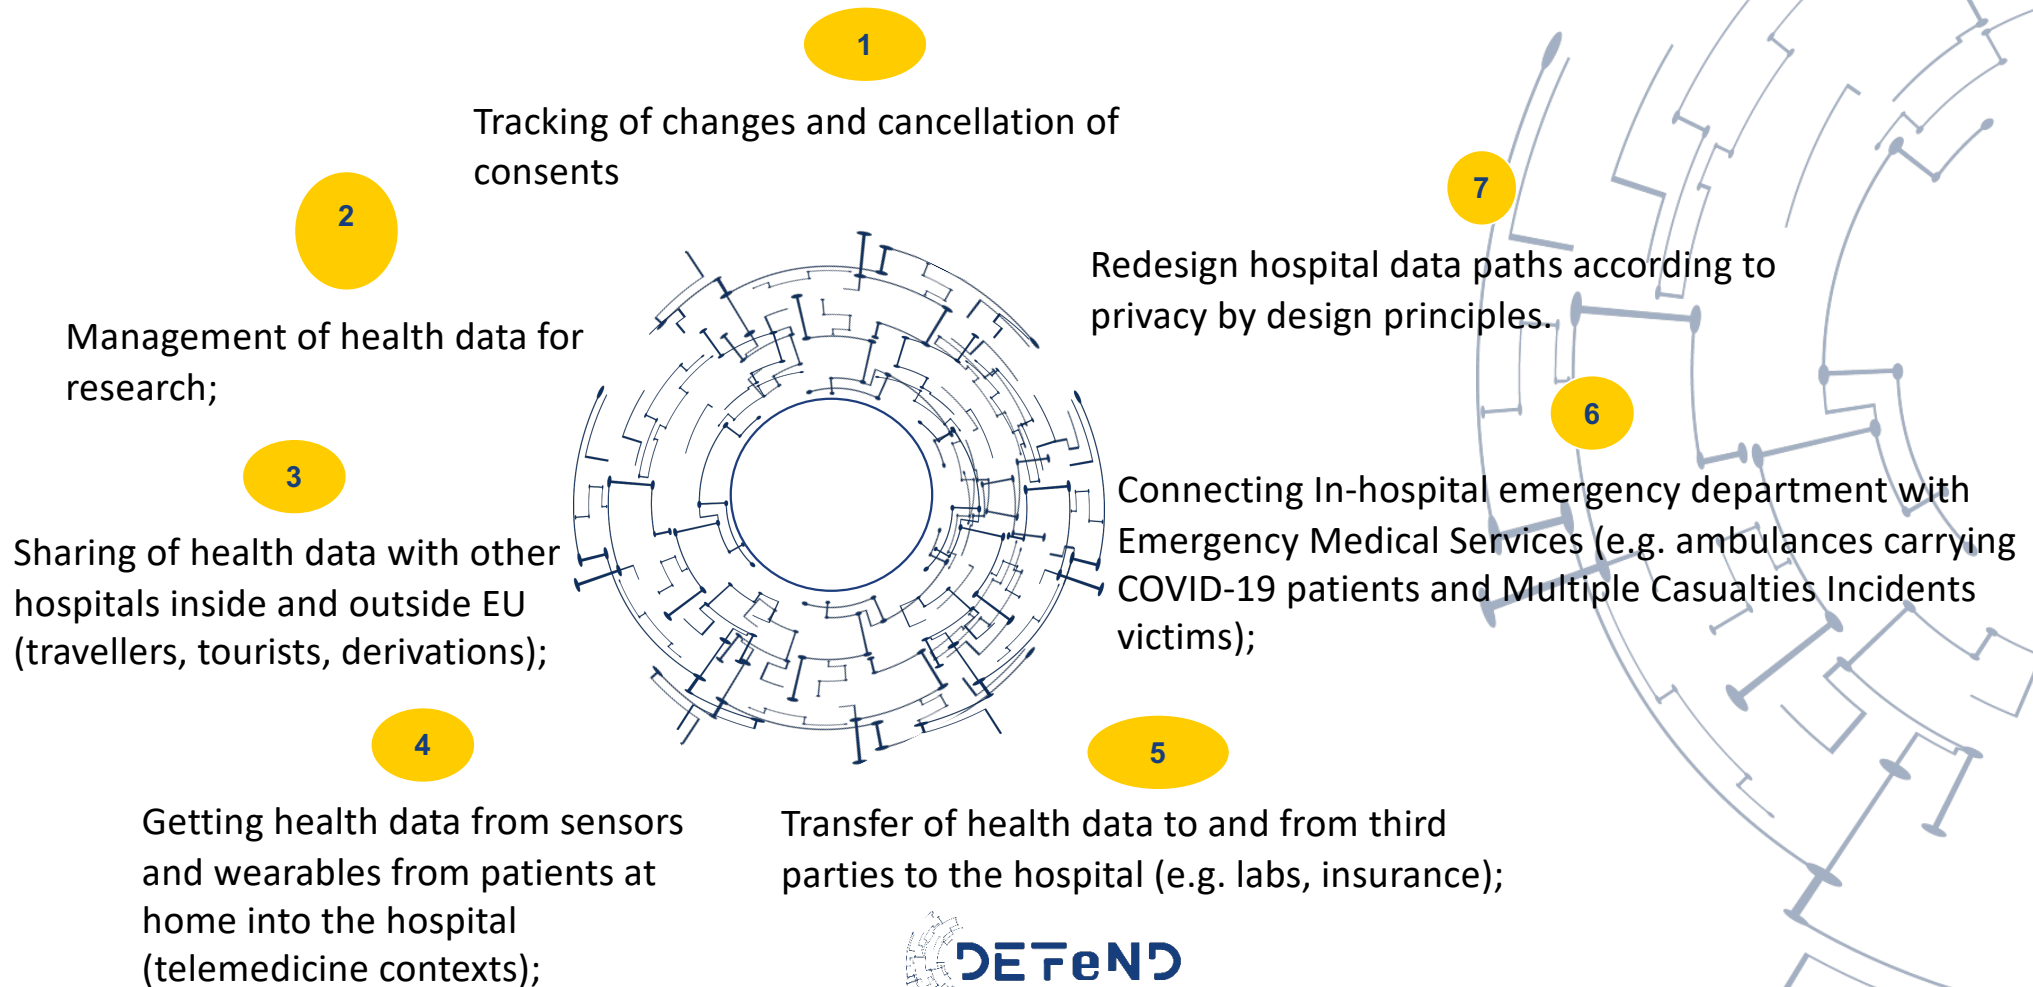 1
Tracking of changes and cancellation of
consents
2
Management of health data for
research;
3
Sharing of health data with other
hospitals inside and outside EU
(travellers, tourists, derivations);
4
Getting health data from sensors
and wearables from patients at
home into the hospital
(telemedicine contexts);
5
Transfer of health data to and from third
parties to the hospital (e.g. labs, insurance);
6
Connecting In-hospital emergency department with
Emergency Medical Services (e.g. ambulances carrying
COVID-19 patients and Multiple Casualties Incidents
victims);
7
Redesign hospital data paths according to
privacy by design principles.
DEFeND